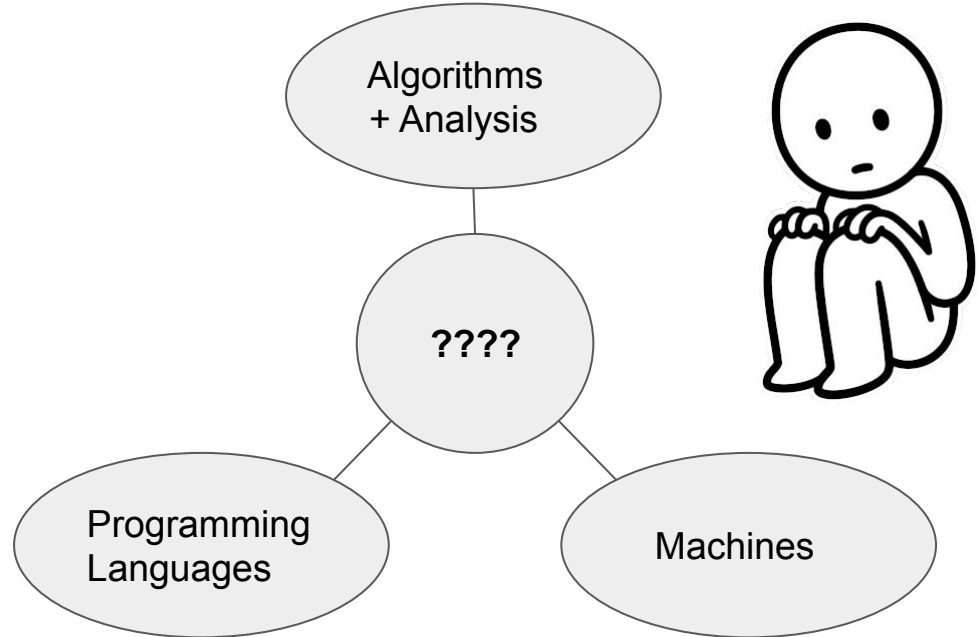 Algorithms
+ Analysis
????
Programming
Languages
Machines